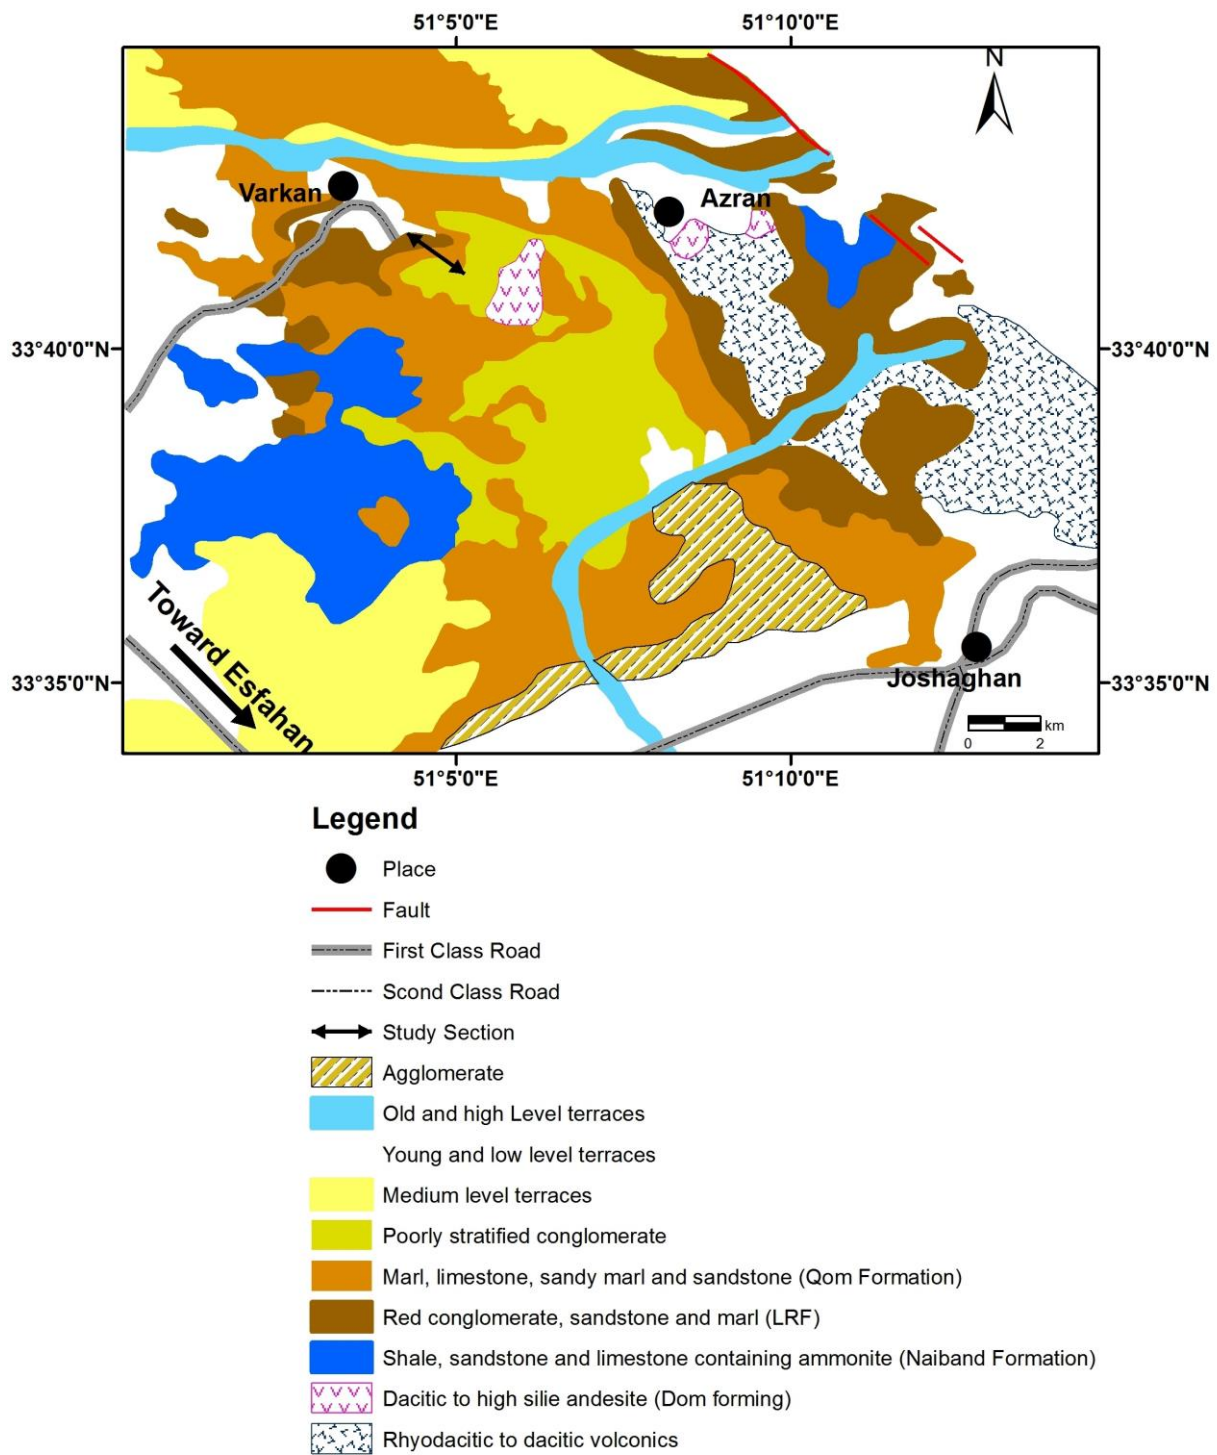 51°5'0"E
51°10'0"E
N
Varkan
Azran
33°40'0"N
33°40'0"N
Toward Esfahan
Joshaghan
33°35'0"N
33°35'0"N
km
0 2
51°5'0"E
51°10'0"E
Legend
Place
Fault
First Class Road
Scond Class Road
Study Section
Agglomerate
Old and high Level terraces
Young and low level terraces
Medium level terraces
Poorly stratified conglomerate
Marl, limestone, sandy marl and sandstone (Qom Formation)
Red conglomerate, sandstone and marl (LRF)
Shale, sandstone and limestone containing ammonite (Naiband Formation)
Dacitic to high silie andesite (Dom forming)
Rhyodacitic to dacitic volconics